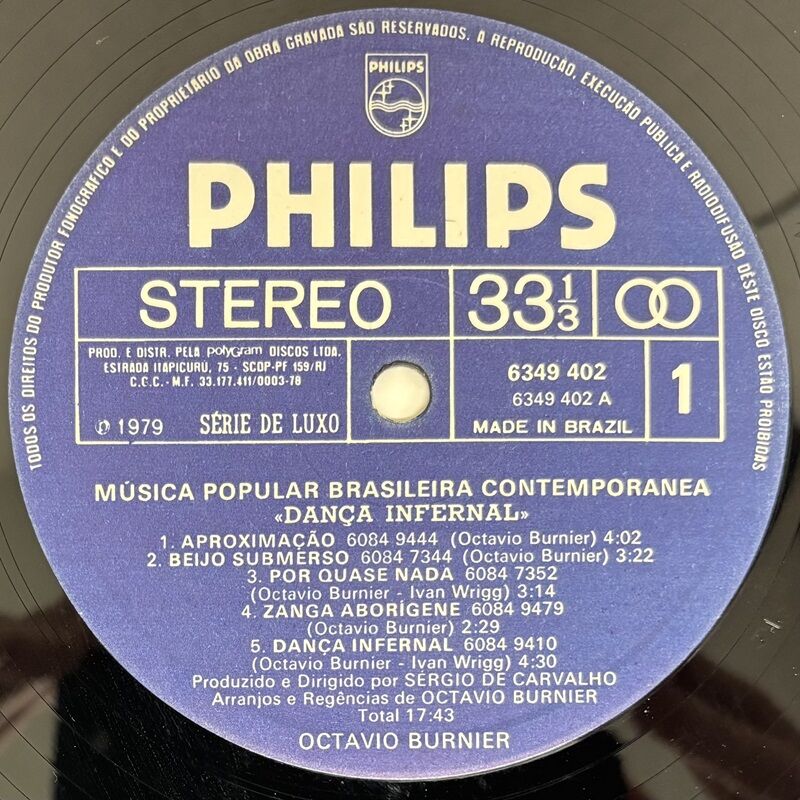 TODOS OS DIREITOS DO PRODUTOR FONOGRÁFICO E DO PROPRIETÁRIO DA OBRA GRAVADA SÃO RESERVADOS. A REPRODUÇÃO, EXECUÇÃO PÚBLICA E RADIODIFUSÃO DÊSTE DISCO ESTÃO PROIBIDAS
PHILIPS
PHILIPS
STEREO
33 1/3
PROD. E DISTR. PELA polyGram DISCOS LTDA.
ESTRADA ITAPICURU, 75 - SCDP-PF 159/RJ
C.G.C. - M.F. 33.177.411/0003-78
℗ 1979 SÉRIE DE LUXO
6349 402
6349 402 A
MADE IN BRAZIL
1
MÚSICA POPULAR BRASILEIRA CONTEMPORANEA
«DANÇA INFERNAL»
1. APROXIMAÇÃO 6084 9444 (Octavio Burnier) 4:02
2. BEIJO SUBMERSO 6084 7344 (Octavio Burnier) 3:22
3. POR QUASE NADA 6084 7352
(Octavio Burnier - Ivan Wrigg) 3:14
4. ZANGA ABORÍGENE 6084 9479
(Octavio Burnier) 2:29
5. DANÇA INFERNAL 6084 9410
(Octavio Burnier - Ivan Wrigg) 4:30
Produzido e Dirigido por SÉRGIO DE CARVALHO
Arranjos e Regências de OCTAVIO BURNIER
Total 17:43
OCTAVIO BURNIER